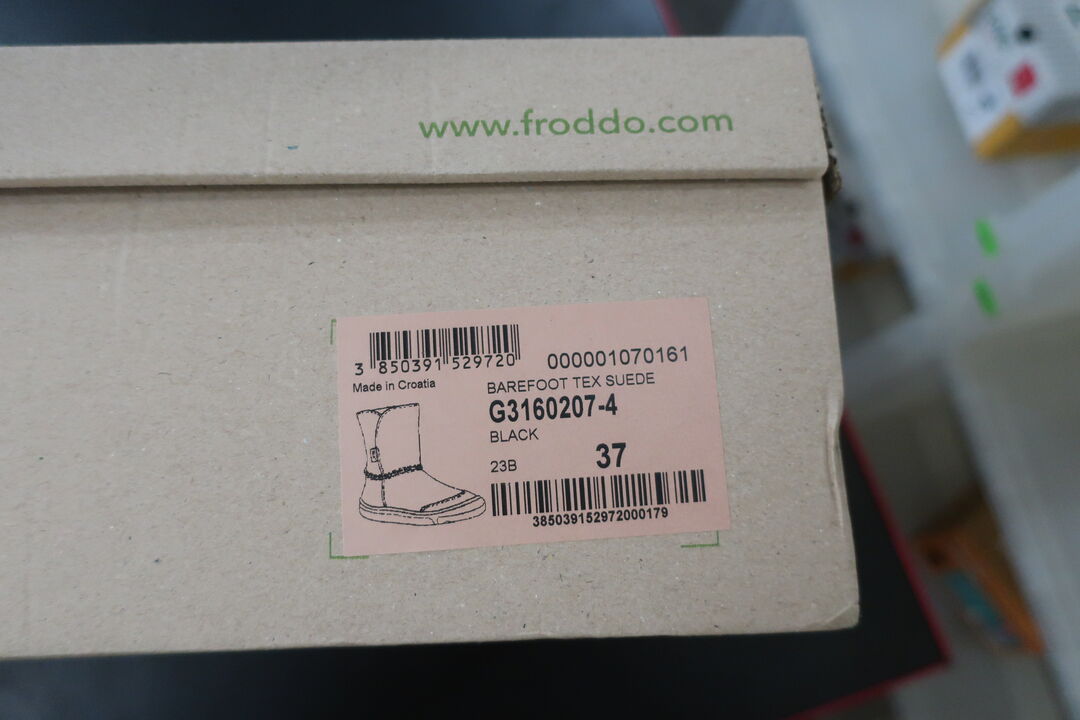 www.froddo.com
3 850391 529720
000001070161
Made in Croatia
BAREFOOT TEX SUEDE
G3160207-4
BLACK
23B
37
385039152972000179